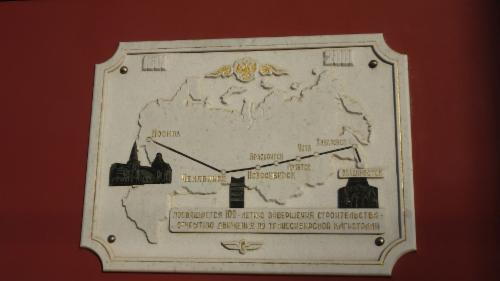 Москва
Хабаровск
Чита
Красноярск
Иркутск
Челябинск
Новосибирск
Владивосток
ПОСВЯЩАЕТСЯ 100-ЛЕТИЮ ЗАВЕРШЕНИЯ СТРОИТЕЛЬСТВА
ОТКРЫТИЮ ДВИЖЕНИЯ ПО ТРАНССИБИРСКОЙ МАГИСТРАЛИ